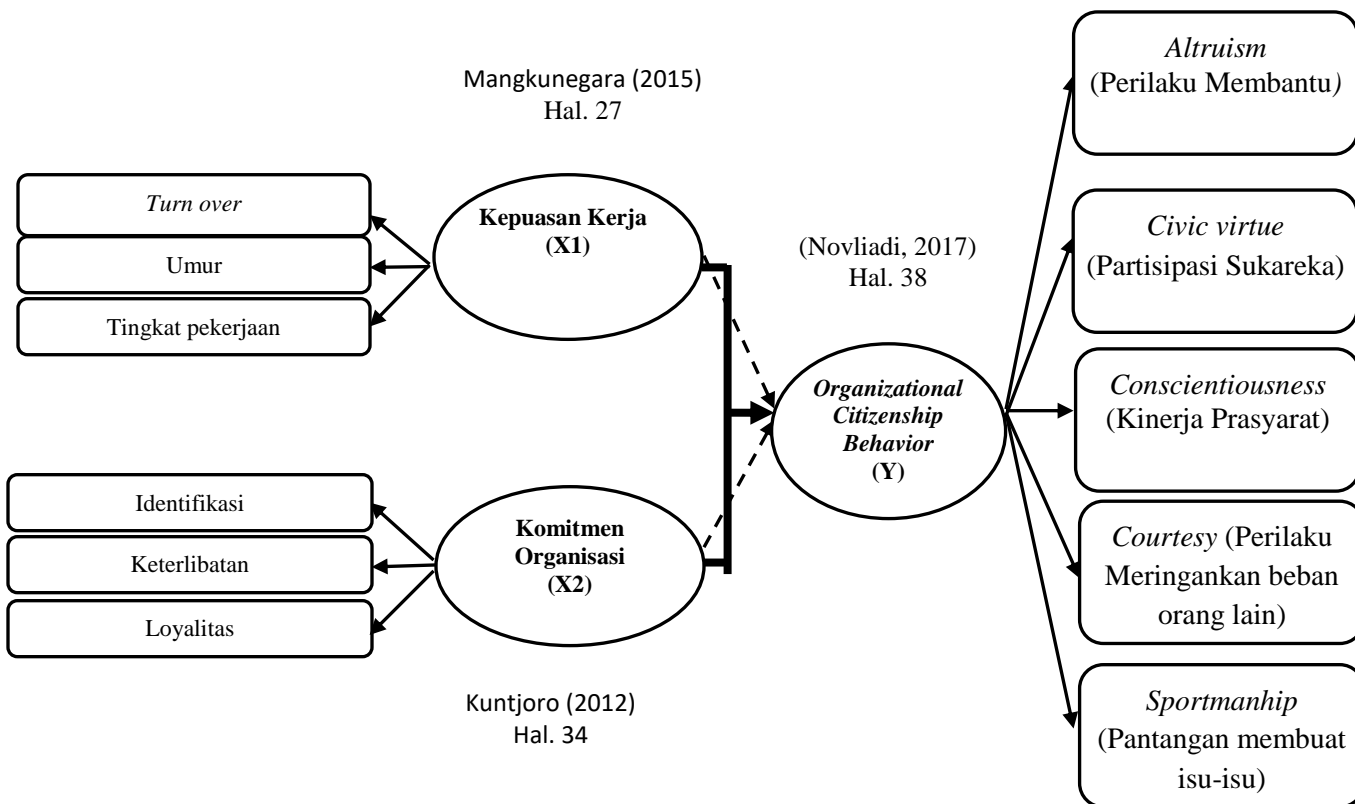 Mangkunegara (2015)
Hal. 27
Turn over
Umur
Tingkat pekerjaan
Kepuasan Kerja
(X1)
Identifikasi
Keterlibatan
Loyalitas
Komitmen
Organisasi
(X2)
Kuntjoro (2012)
Hal. 34
(Novliadi, 2017)
Hal. 38
Organizational
Citizenship
Behavior
(Y)
Altruism
(Perilaku Membantu)
Civic virtue
(Partisipasi Sukareka)
Conscientiousness
(Kinerja Prasyarat)
Courtesy (Perilaku
Meringankan beban
orang lain)
Sportmanhip
(Pantangan membuat
isu-isu)